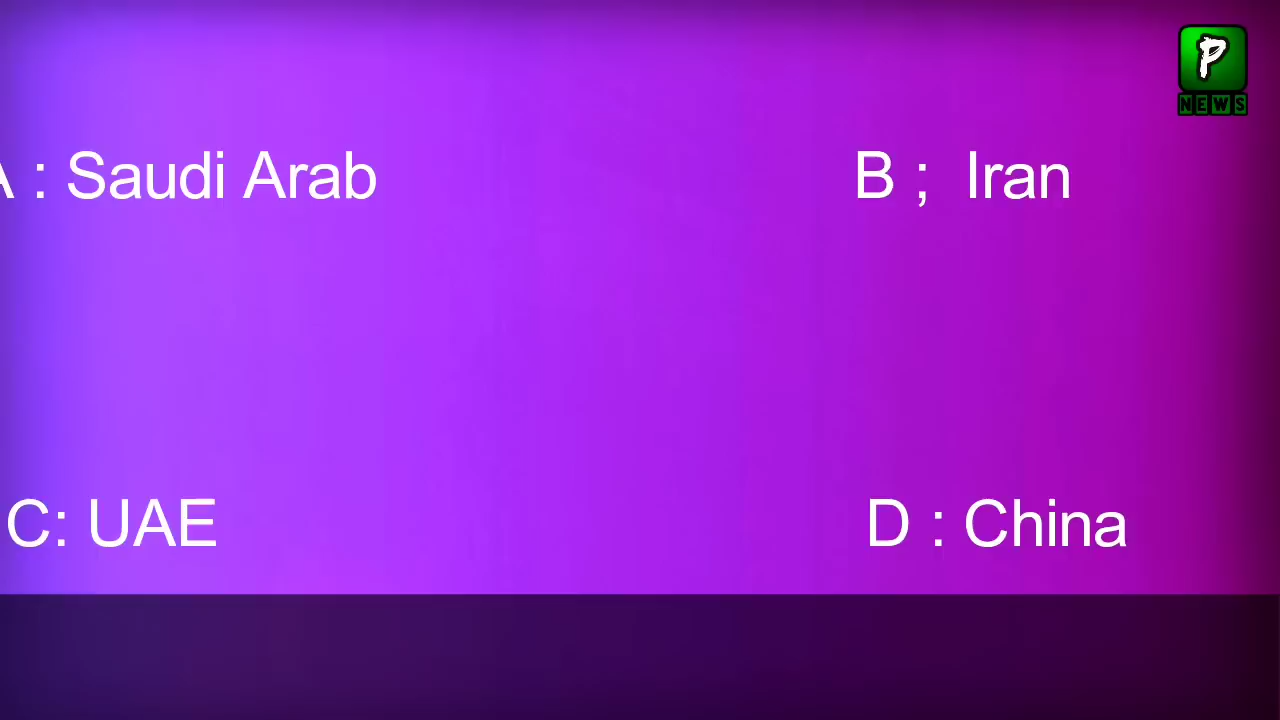 P
NEWS
A : Saudi Arab
B ;  Iran
C: UAE
D : China